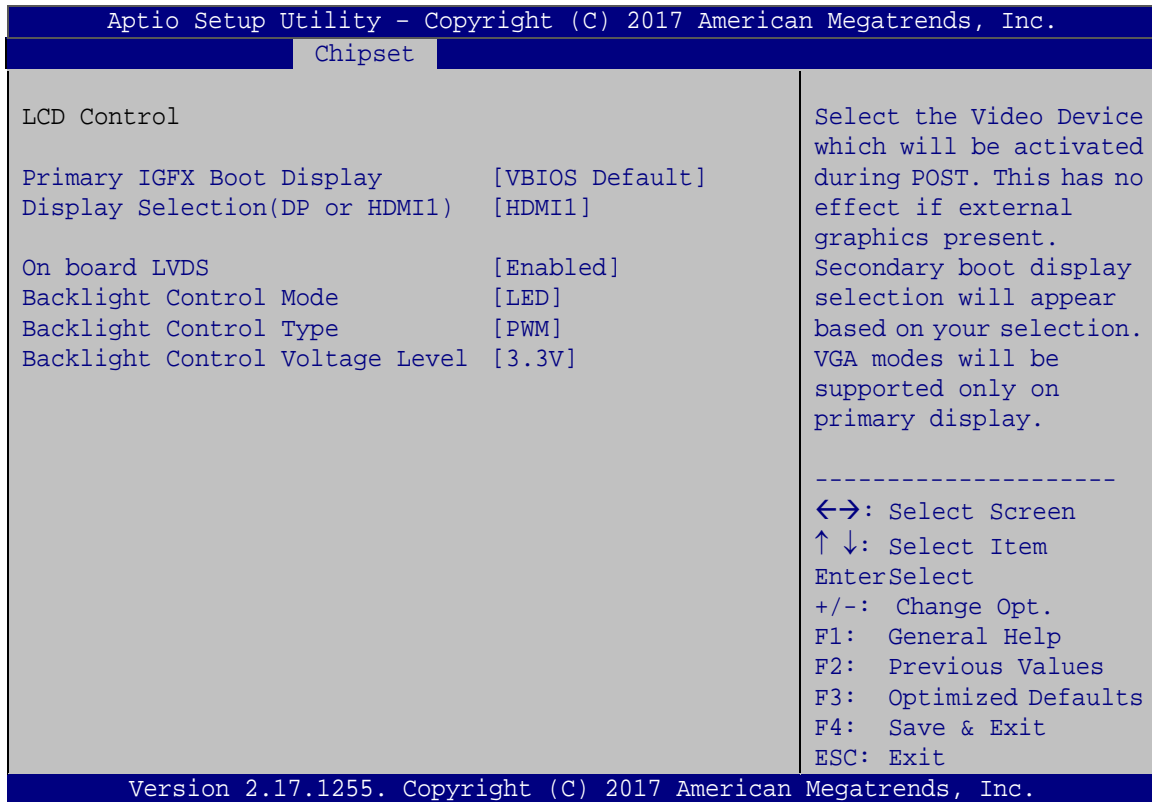 Aptio Setup Utility – Copyright (C) 2017 American Megatrends, Inc.
Chipset
LCD Control
Primary IGFX Boot Display [VBIOS Default]
Display Selection(DP or HDMI1) [HDMI1]
On board LVDS [Enabled]
Backlight Control Mode [LED]
Backlight Control Type [PWM]
Backlight Control Voltage Level [3.3V]
Select the Video Device
which will be activated
during POST. This has no
effect if external
graphics present.
Secondary boot display
selection will appear
based on your selection.
VGA modes will be
supported only on
primary display.
---------------------
←→: Select Screen
↑ ↓: Select Item
EnterSelect
+/-: Change Opt.
F1: General Help
F2: Previous Values
F3: Optimized Defaults
F4: Save & Exit
ESC: Exit
Version 2.17.1255. Copyright (C) 2017 American Megatrends, Inc.